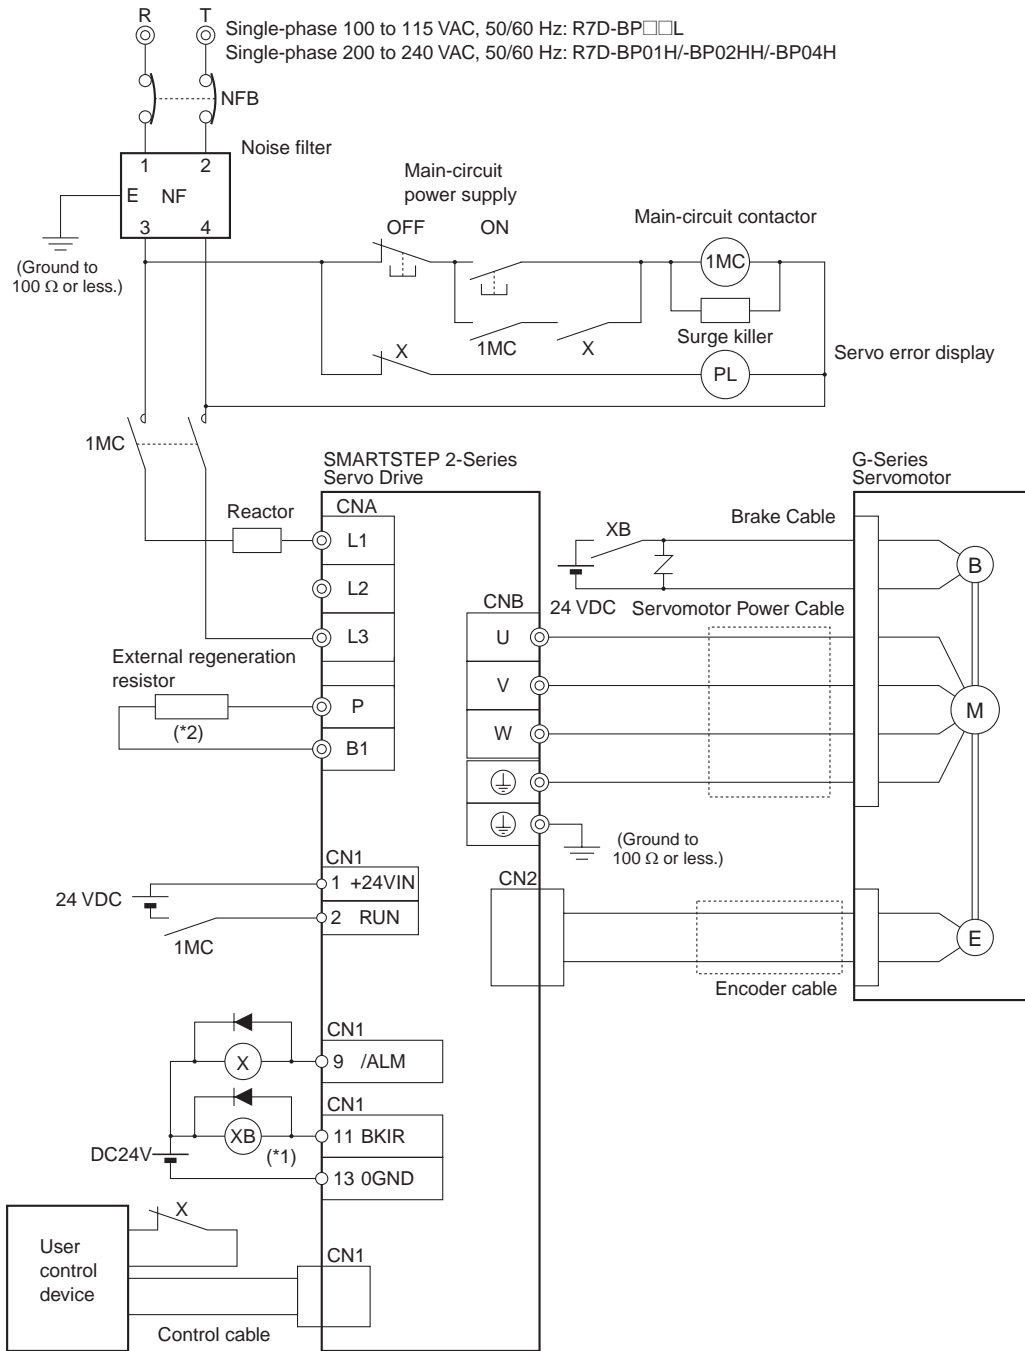 R T
Single-phase 100 to 115 VAC, 50/60 Hz: R7D-BP□□L
Single-phase 200 to 240 VAC, 50/60 Hz: R7D-BP01H/-BP02HH/-BP04H
NFB
Noise filter
1 2
E NF
3 4
(Ground to
100 Ω or less.)
Main-circuit
power supply
OFF ON
Main-circuit contactor
1MC
Surge killer
1MC X
X
PL
Servo error display
1MC
SMARTSTEP 2-Series
Servo Drive
G-Series
Servomotor
Reactor
CNA
L1
L2
L3
External regeneration
resistor
(*2)
P
B1
XB
Brake Cable
24 VDC
B
CNB
Servomotor Power Cable
U
V
W
M
(Ground to
100 Ω or less.)
CN1
1 +24VIN
2 RUN
24 VDC
1MC
CN2
E
Encoder cable
CN1
X
9 /ALM
CN1
XB
(*1)
11 BKIR
DC24V
13 0GND
X
User
control
device
CN1
Control cable